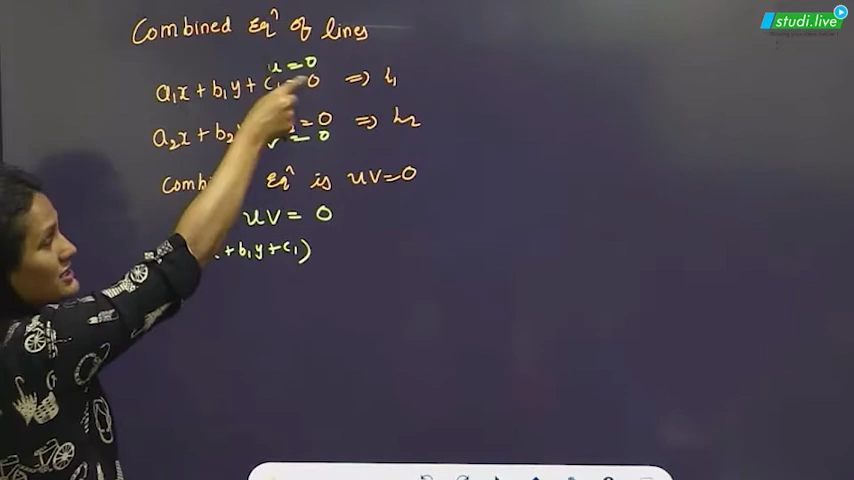 Combined Eqⁿ of lines
u = 0
a₁x + b₁y + c₁ = 0 ⇒ L₁
a₂x + b₂ = 0 ⇒ L₂
v = 0
Eqⁿ is uv=0
uv = 0
+ b₁y + c₁)
studi.live